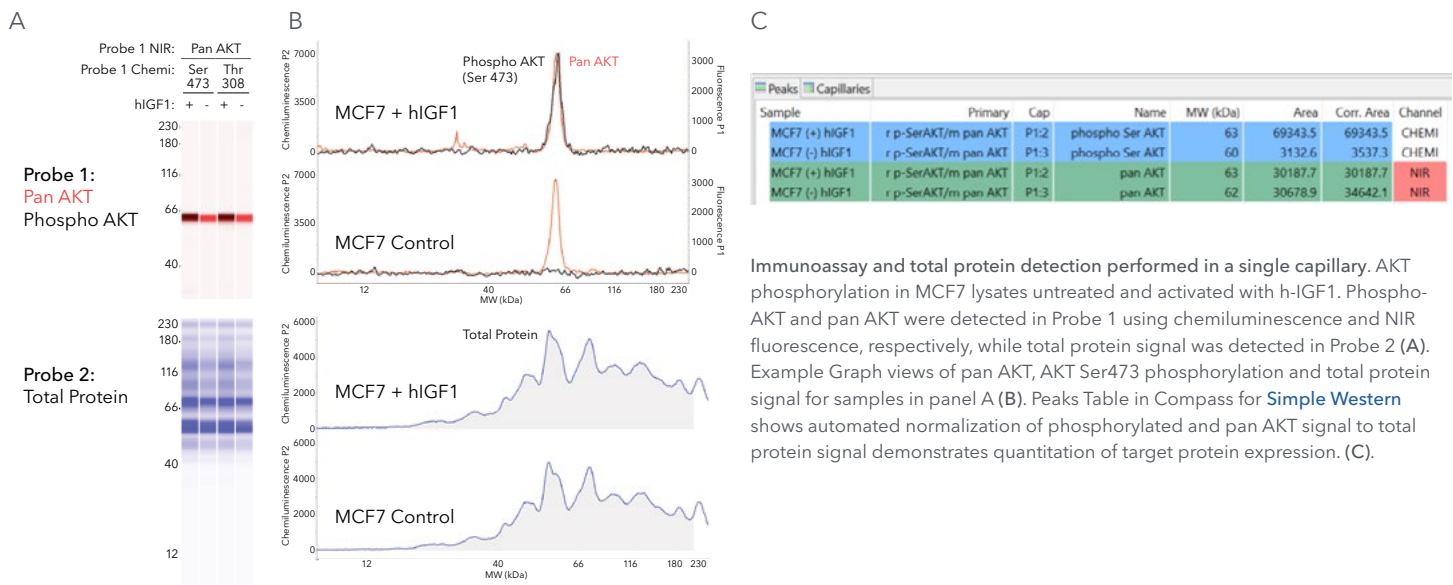 A
Probe 1 NIR: Pan AKT
Probe 1 Chemi: Ser 473 Thr 308
hIGF1: + - + -
230
180
116
66
40
Probe 1:
Pan AKT
Phospho AKT
230
180
116
66
40
12
Probe 2:
Total Protein
B
Chemiluminescence P2
7000
3500
0
Phospho AKT
(Ser 473)
Pan AKT
MCF7 + hIGF1
3000
2000
1000
0
Fluorescence P1
Chemiluminescence P2
7000
3500
0
MCF7 Control
3000
2000
1000
0
Fluorescence P1
12 40 66 116 180 230
MW (kDa)
Chemiluminescence P2
6000
4000
2000
0
Total Protein
MCF7 + hIGF1
Chemiluminescence P2
6000
4000
2000
0
MCF7 Control
12 40 66 116 180 230
MW (kDa)
C
Peaks Capillaries
Sample Primary Cap Name MW (kDa) Area Corr. Area Channel
MCF7 (+) hIGF1 r p-SerAKT/m pan AKT P1:2 phospho Ser AKT 63 69343.5 69343.5 CHEMI
MCF7 (-) hIGF1 r p-SerAKT/m pan AKT P1:3 phospho Ser AKT 60 3132.6 3537.3 CHEMI
MCF7 (+) hIGF1 r p-SerAKT/m pan AKT P1:2 pan AKT 63 30187.7 30187.7 NIR
MCF7 (-) hIGF1 r p-SerAKT/m pan AKT P1:3 pan AKT 62 30678.9 34642.1 NIR
Immunoassay and total protein detection performed in a single capillary. AKT
phosphorylation in MCF7 lysates untreated and activated with h-IGF1. Phospho-
AKT and pan AKT were detected in Probe 1 using chemiluminescence and NIR
fluorescence, respectively, while total protein signal was detected in Probe 2 (A).
Example Graph views of pan AKT, AKT Ser473 phosphorylation and total protein
signal for samples in panel A (B). Peaks Table in Compass for Simple Western
shows automated normalization of phosphorylated and pan AKT signal to total
protein signal demonstrates quantitation of target protein expression. (C).